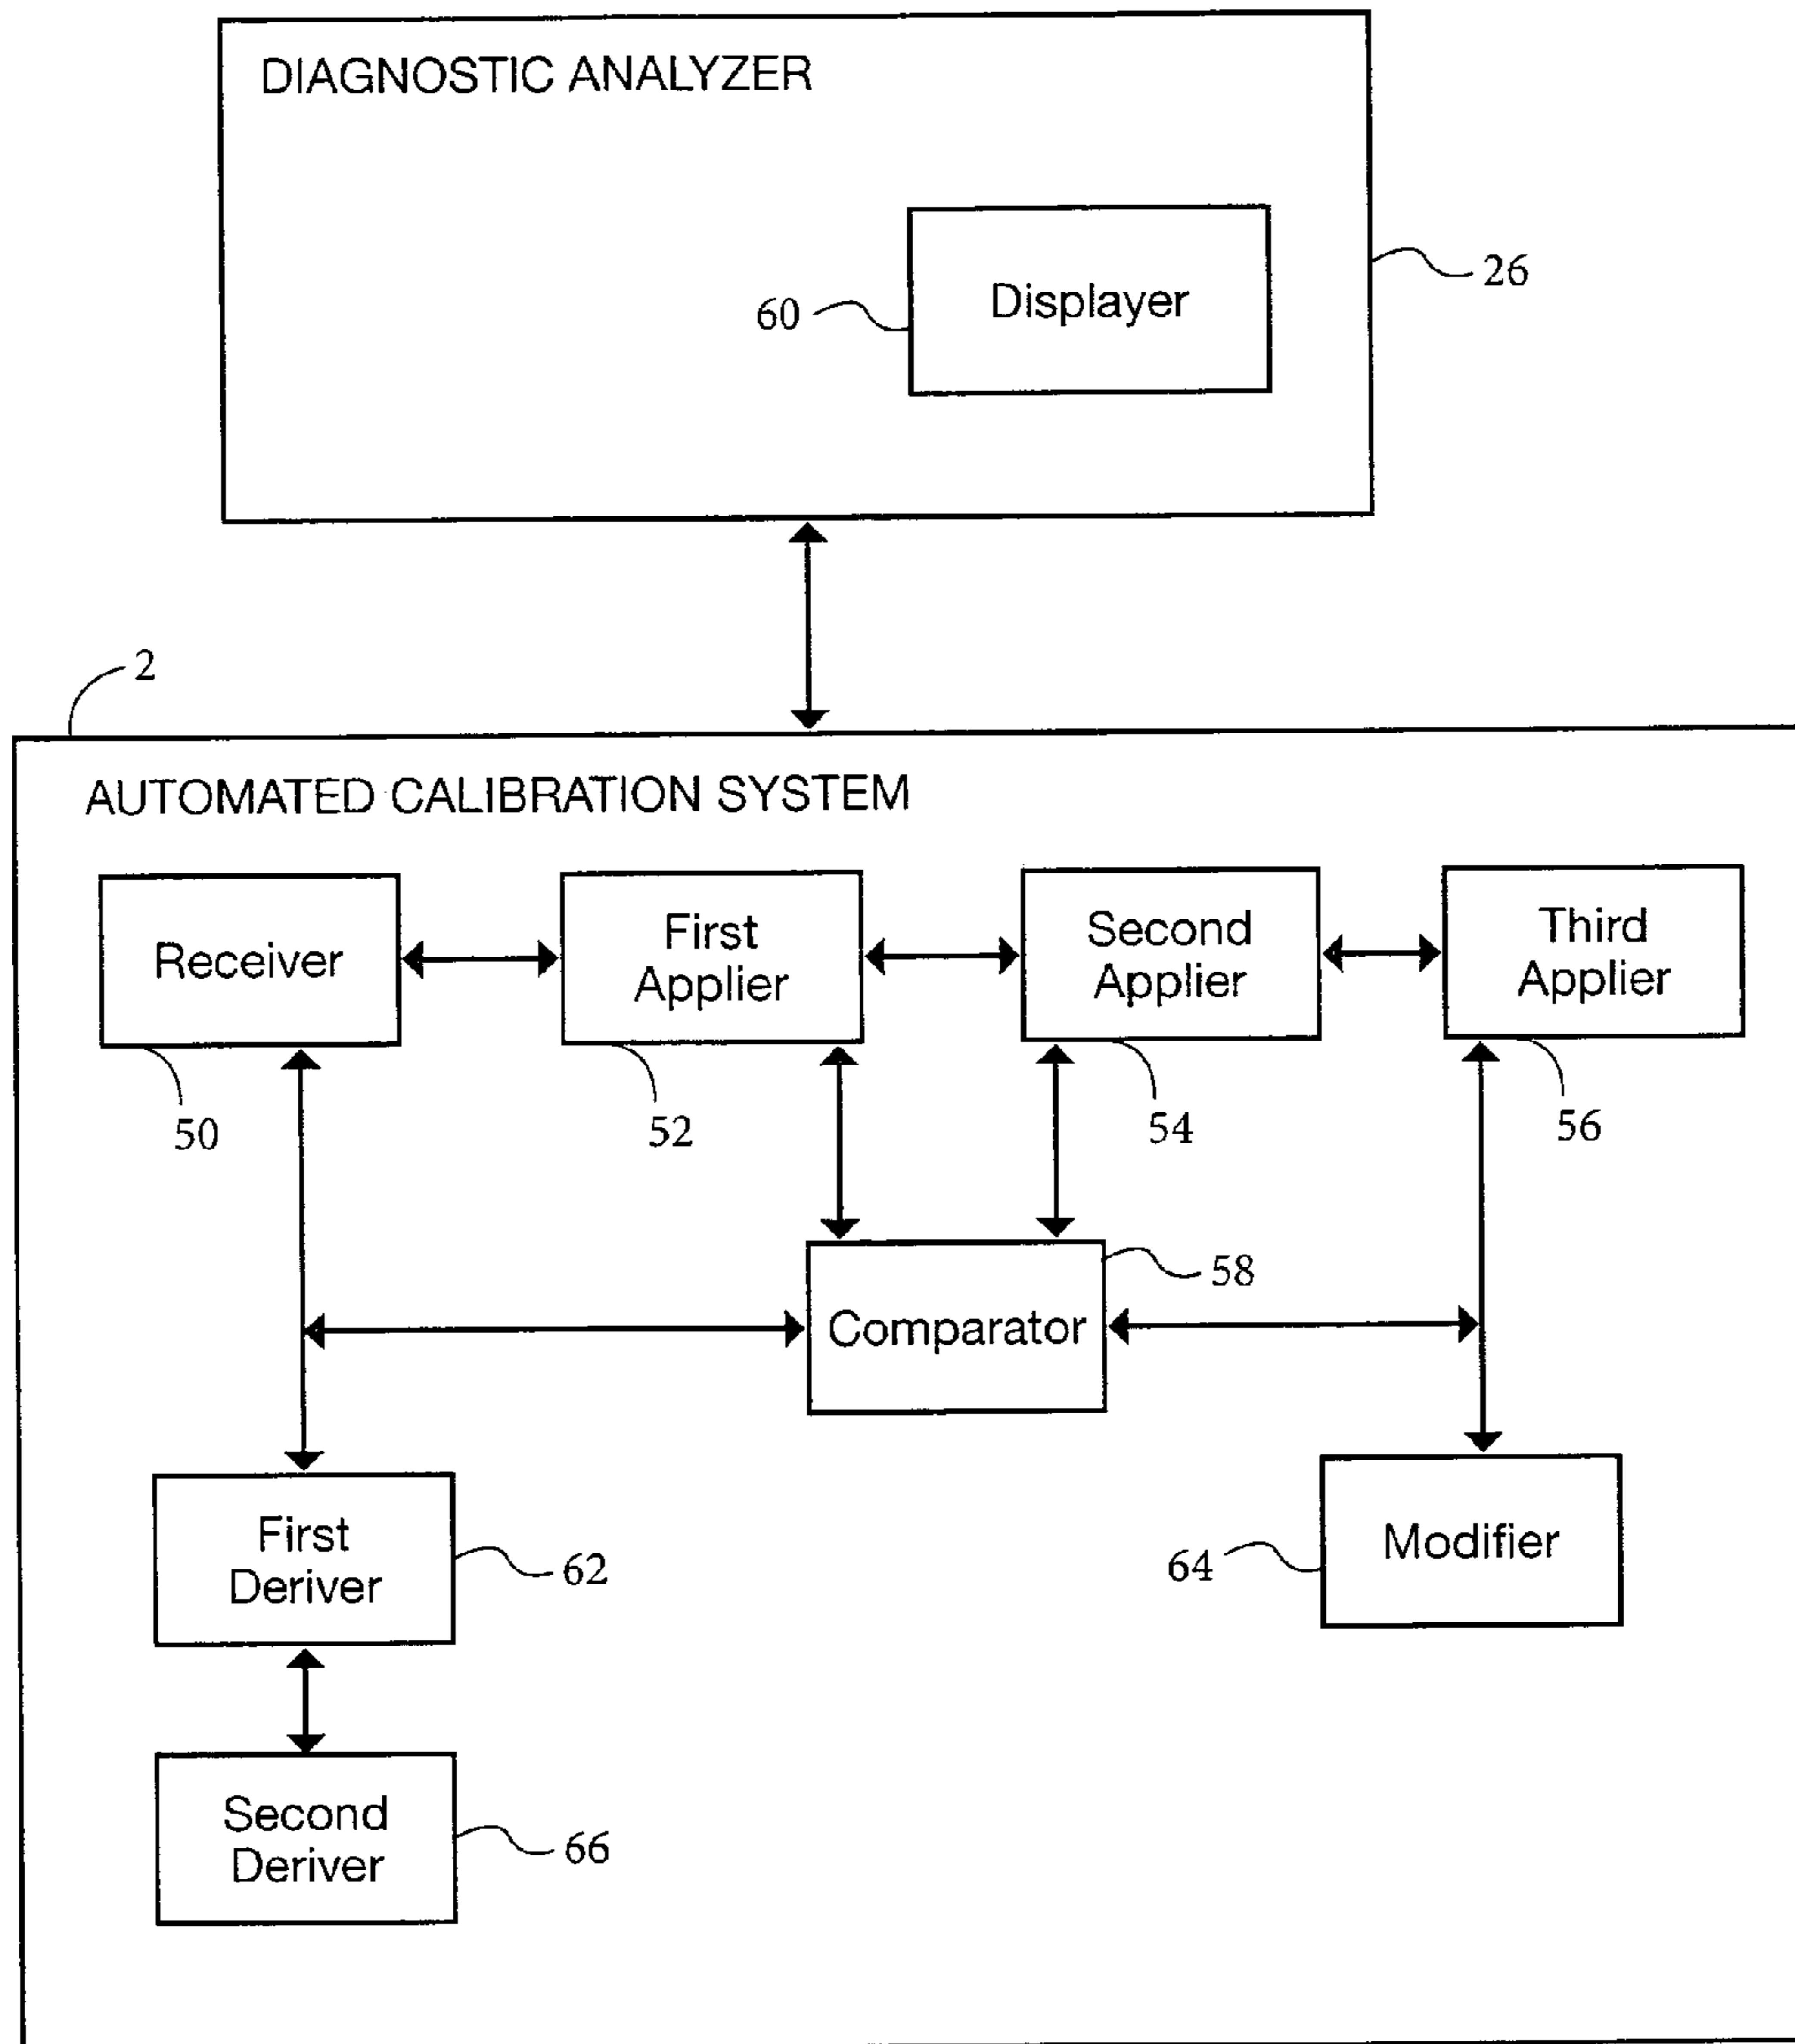 DIAGNOSTIC ANALYZER
Displayer
60
26
2
AUTOMATED CALIBRATION SYSTEM
Receiver
First
Applier
Second
Applier
Third
Applier
50
52
54
56
58
Comparator
First
Deriver
62
64
Modifier
Second
Deriver
66